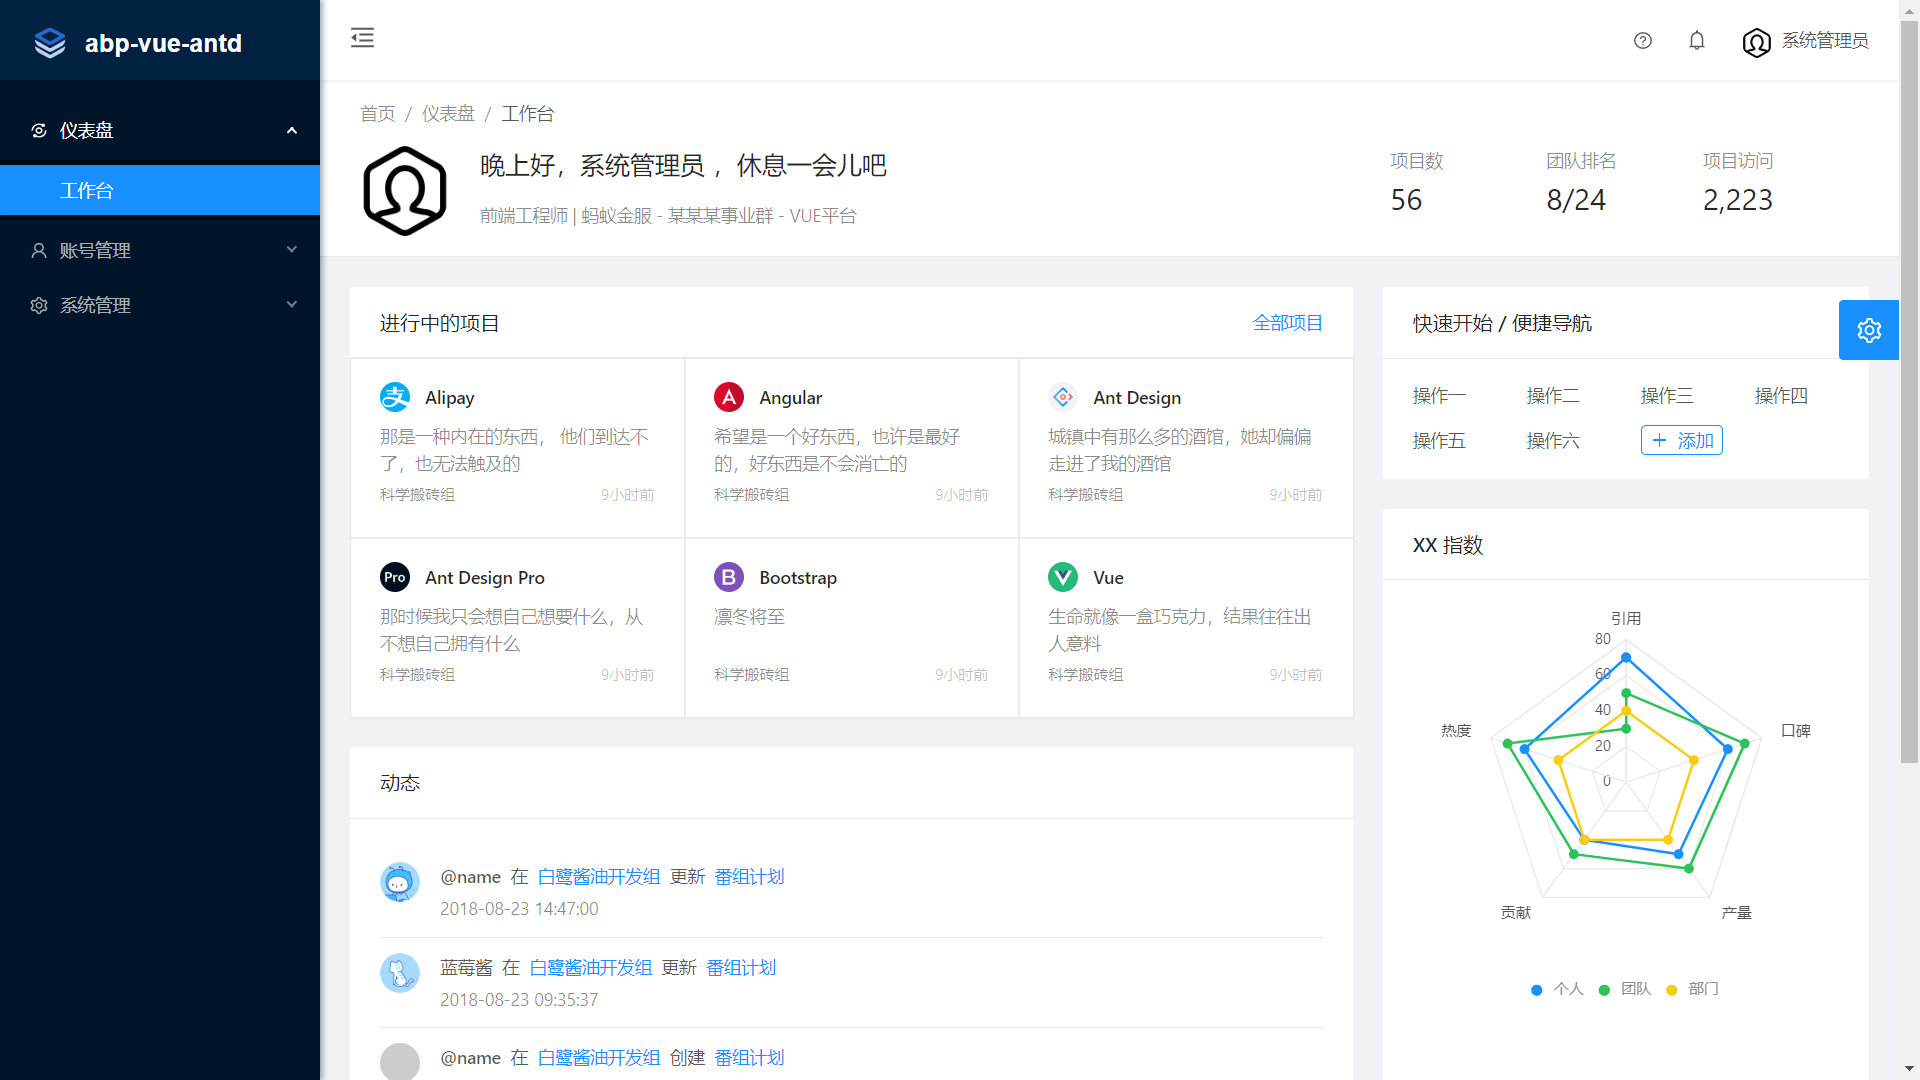 abp-vue-antd
仪表盘
工作台
账号管理
系统管理
系统管理员
首页 / 仪表盘 / 工作台
晚上好，系统管理员 ，休息一会儿吧
前端工程师 | 蚂蚁金服 - 某某某事业群 - VUE平台
项目数
56
团队排名
8/24
项目访问
2,223
进行中的项目
全部项目
Alipay
那是一种内在的东西， 他们到达不
了，也无法触及的
科学搬砖组 9小时前
Angular
希望是一个好东西，也许是最好
的，好东西是不会消亡的
科学搬砖组 9小时前
Ant Design
城镇中有那么多的酒馆，她却偏偏
走进了我的酒馆
科学搬砖组 9小时前
Pro
Ant Design Pro
那时候我只会想自己想要什么，从
不想自己拥有什么
科学搬砖组 9小时前
Bootstrap
凛冬将至
科学搬砖组 9小时前
Vue
生命就像一盒巧克力，结果往往出
人意料
科学搬砖组 9小时前
动态
@name 在 白鹭酱油开发组 更新 番组计划
2018-08-23 14:47:00
蓝莓酱 在 白鹭酱油开发组 更新 番组计划
2018-08-23 09:35:37
@name 在 白鹭酱油开发组 创建 番组计划
快速开始 / 便捷导航
操作一 操作二 操作三 操作四
操作五 操作六 添加
XX 指数
引用
80
60
40
20
0
热度
口碑
贡献
产量
个人 团队 部门